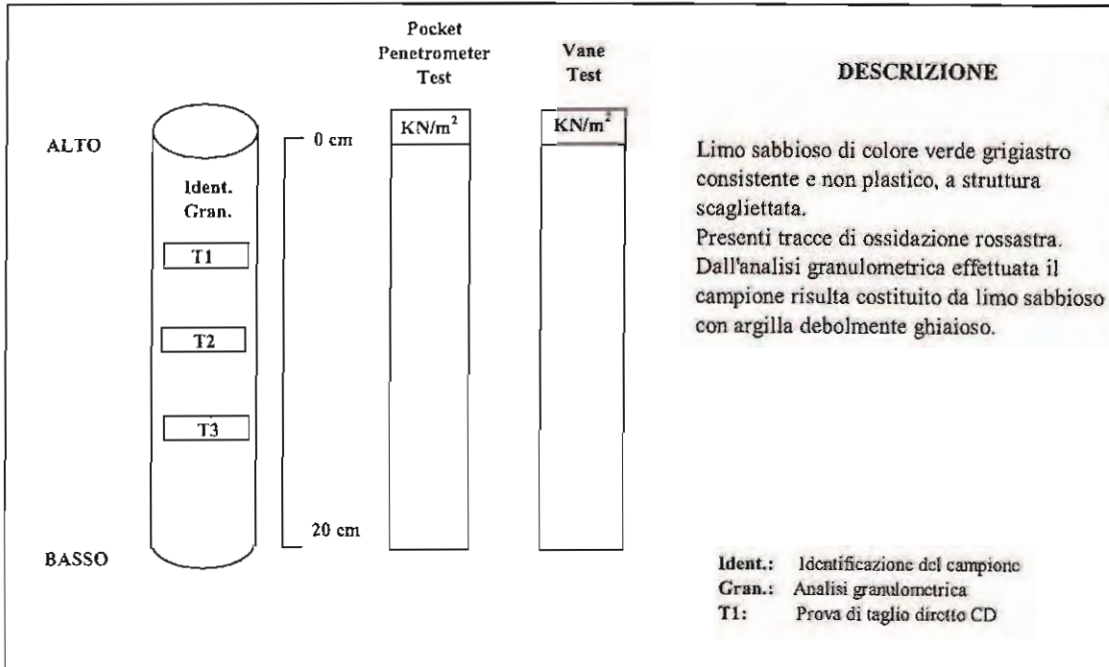 Pocket
Penetrometer
Test
Vane
Test
DESCRIZIONE
ALTO
0 cm
KN/m²
KN/m²
Ident.
Gran.
T1
T2
T3
20 cm
BASSO
Limo sabbioso di colore verde grigiastro
consistente e non plastico, a struttura
scagliettata.
Presenti tracce di ossidazione rossastra.
Dall'analisi granulometrica effettuata il
campione risulta costituito da limo sabbioso
con argilla debolmente ghiaioso.
Ident.: Identificazione del campione
Gran.: Analisi granulometrica
T1: Prova di taglio diretto CD